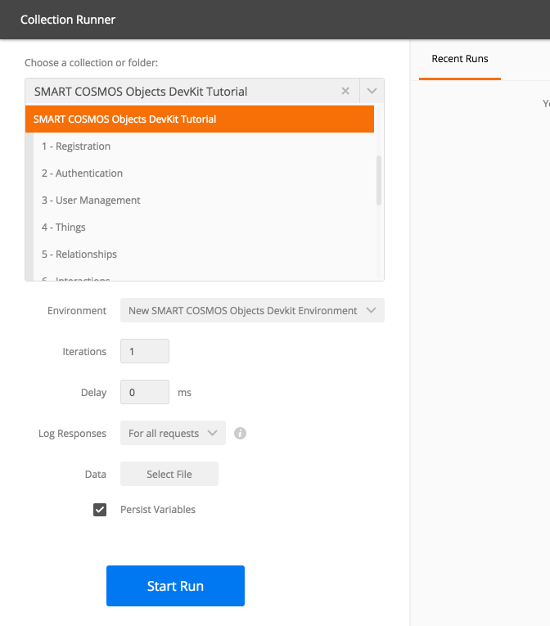 Collection Runner
Choose a collection or folder:
Recent Runs
SMART COSMOS Objects DevKit Tutorial
SMART COSMOS Objects DevKit Tutorial
1 - Registration
2 - Authentication
3 - User Management
4 - Things
5 - Relationships
6 - Interactions
Environment New SMART COSMOS Objects Devkit Environment
Iterations 1
Delay 0 ms
Log Responses For all requests
Data Select File
Persist Variables
Start Run